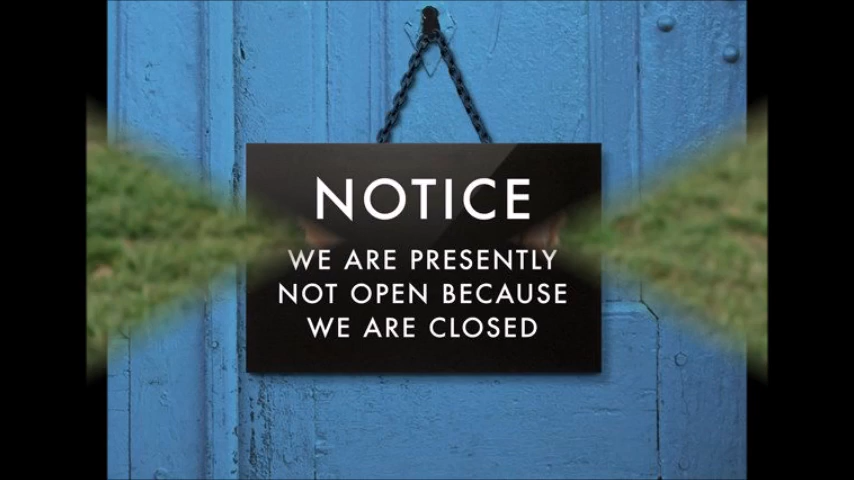 NOTICE
WE ARE PRESENTLY
NOT OPEN BECAUSE
WE ARE CLOSED